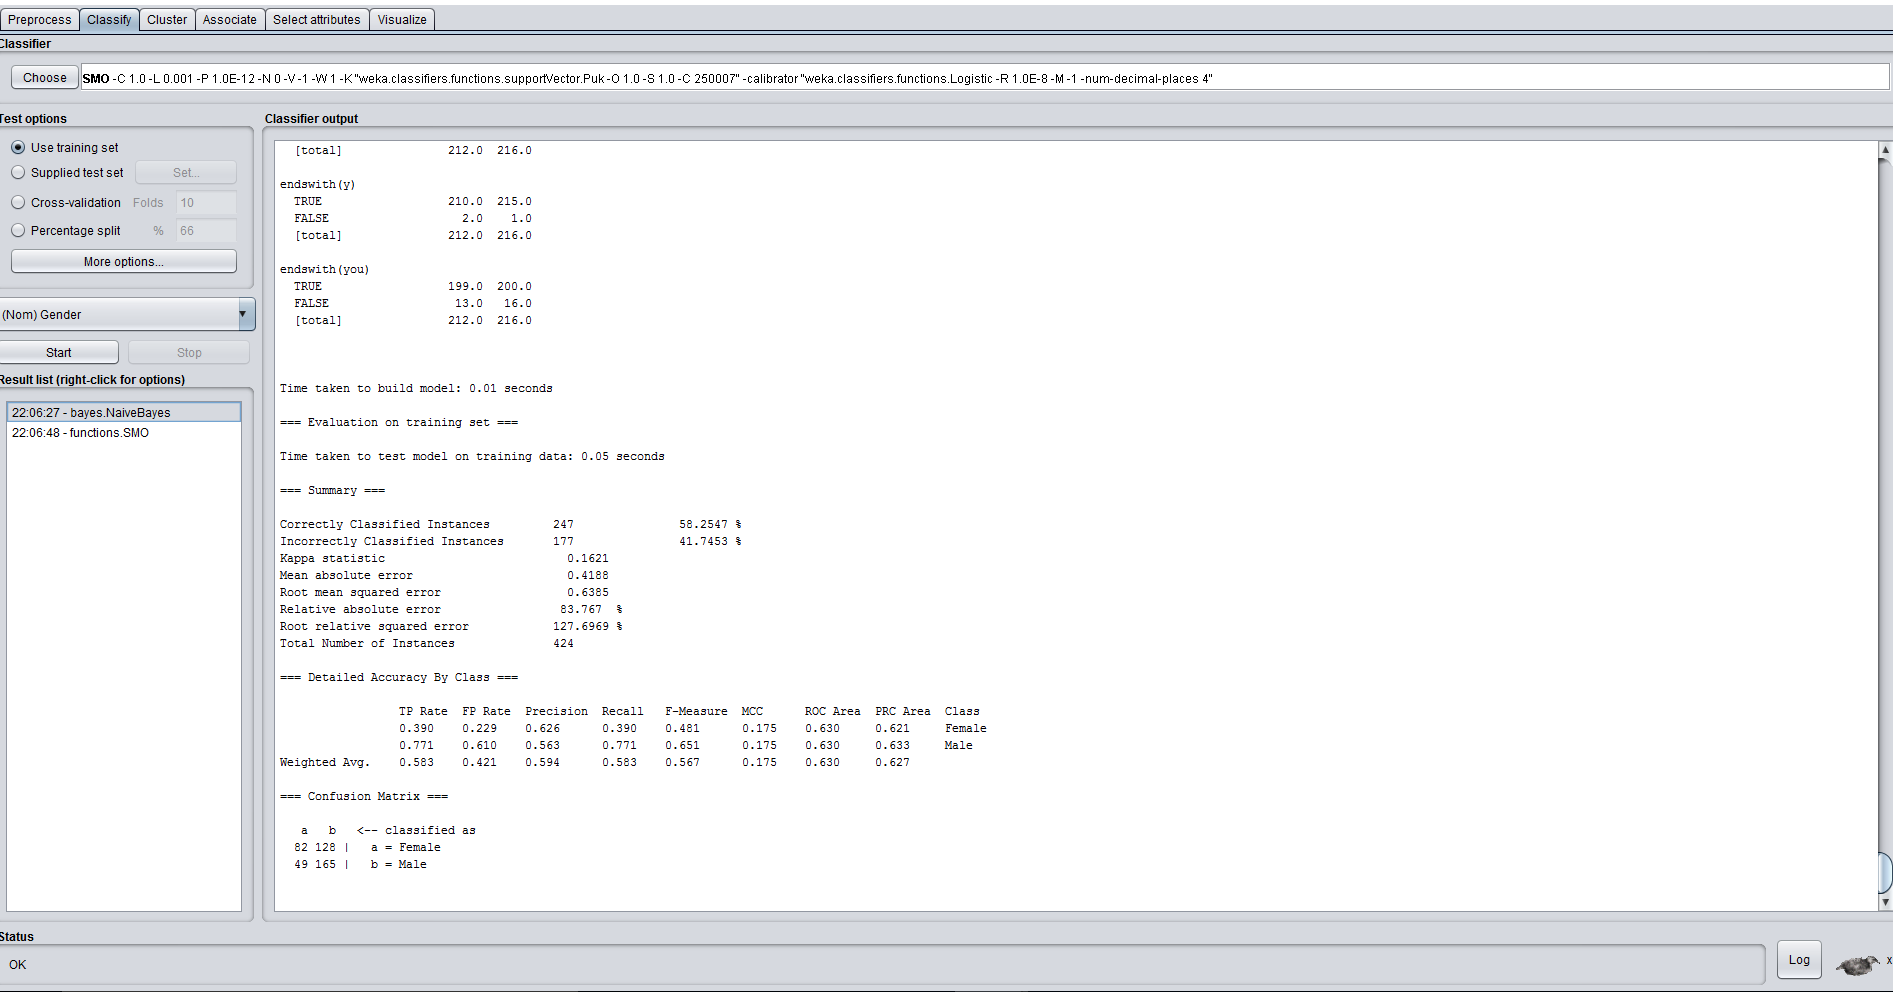 Preprocess Classify Cluster Associate Select attributes Visualize
Classifier
Choose SMO -C 1.0 -L 0.001 -P 1.0E-12 -N 0 -V -1 -W 1 -K "weka.classifiers.functions.supportVector.Puk -O 1.0 -S 1.0 -C 250007" -calibrator "weka.classifiers.functions.Logistic -R 1.0E-8 -M -1 -num-decimal-places 4"
Test options
Use training set
Supplied test set Set...
Cross-validation Folds 10
Percentage split % 66
More options...
(Nom) Gender
Start Stop
Result list (right-click for options)
22:06:27 - bayes.NaiveBayes
22:06:48 - functions.SMO
Classifier output
[total] 212.0 216.0
endswith(y)
TRUE 210.0 215.0
FALSE 2.0 1.0
[total] 212.0 216.0
endswith(you)
TRUE 199.0 200.0
FALSE 13.0 16.0
[total] 212.0 216.0
Time taken to build model: 0.01 seconds
=== Evaluation on training set ===
Time taken to test model on training data: 0.05 seconds
=== Summary ===
Correctly Classified Instances 247 58.2547 %
Incorrectly Classified Instances 177 41.7453 %
Kappa statistic 0.1621
Mean absolute error 0.4188
Root mean squared error 0.6385
Relative absolute error 83.767 %
Root relative squared error 127.6969 %
Total Number of Instances 424
=== Detailed Accuracy By Class ===
TP Rate FP Rate Precision Recall F-Measure MCC ROC Area PRC Area Class
0.390 0.229 0.626 0.390 0.481 0.175 0.630 0.621 Female
0.771 0.610 0.563 0.771 0.651 0.175 0.630 0.633 Male
Weighted Avg. 0.583 0.421 0.594 0.583 0.567 0.175 0.630 0.627
=== Confusion Matrix ===
a b <-- classified as
82 128 | a = Female
49 165 | b = Male
Status
OK
Log
x